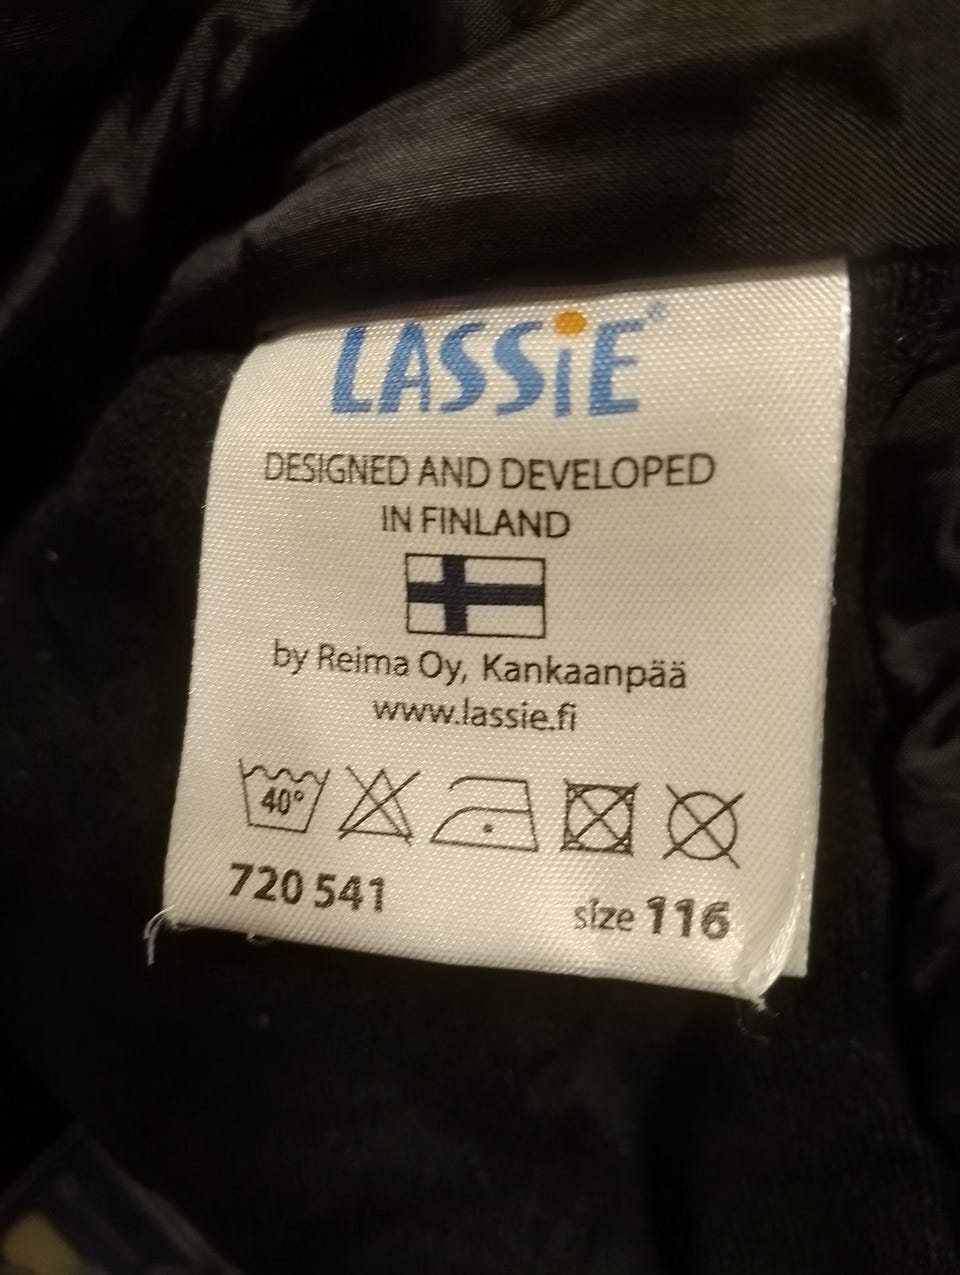 LASSiE®
DESIGNED AND DEVELOPED
IN FINLAND
by Reima Oy, Kankaanpää
www.lassie.fi
40°
720 541 size 116